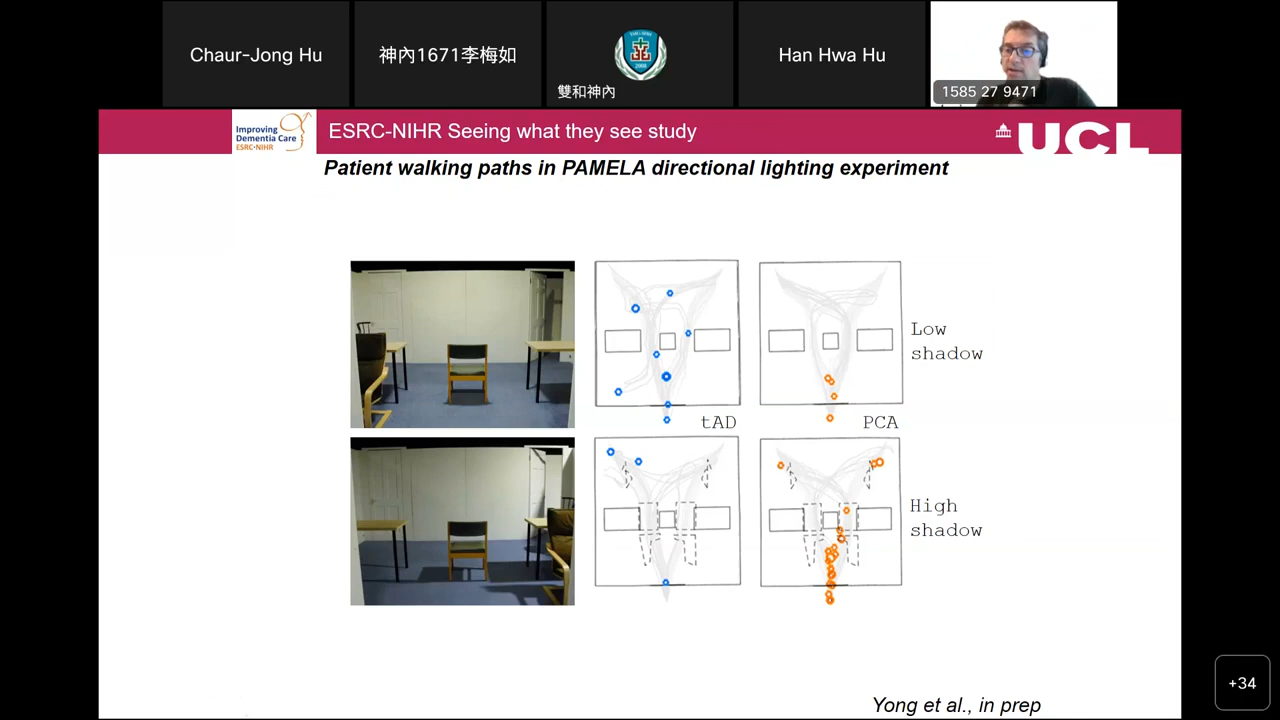 Chaur-Jong Hu
神內1671李梅如
雙和神內
Han Hwa Hu
1585 27 9471
Improving
Dementia Care
ESRC•NIHR
ESRC-NIHR Seeing what they see study
UCL
Patient walking paths in PAMELA directional lighting experiment
Low
shadow
tAD
PCA
High
shadow
Yong et al., in prep
+34